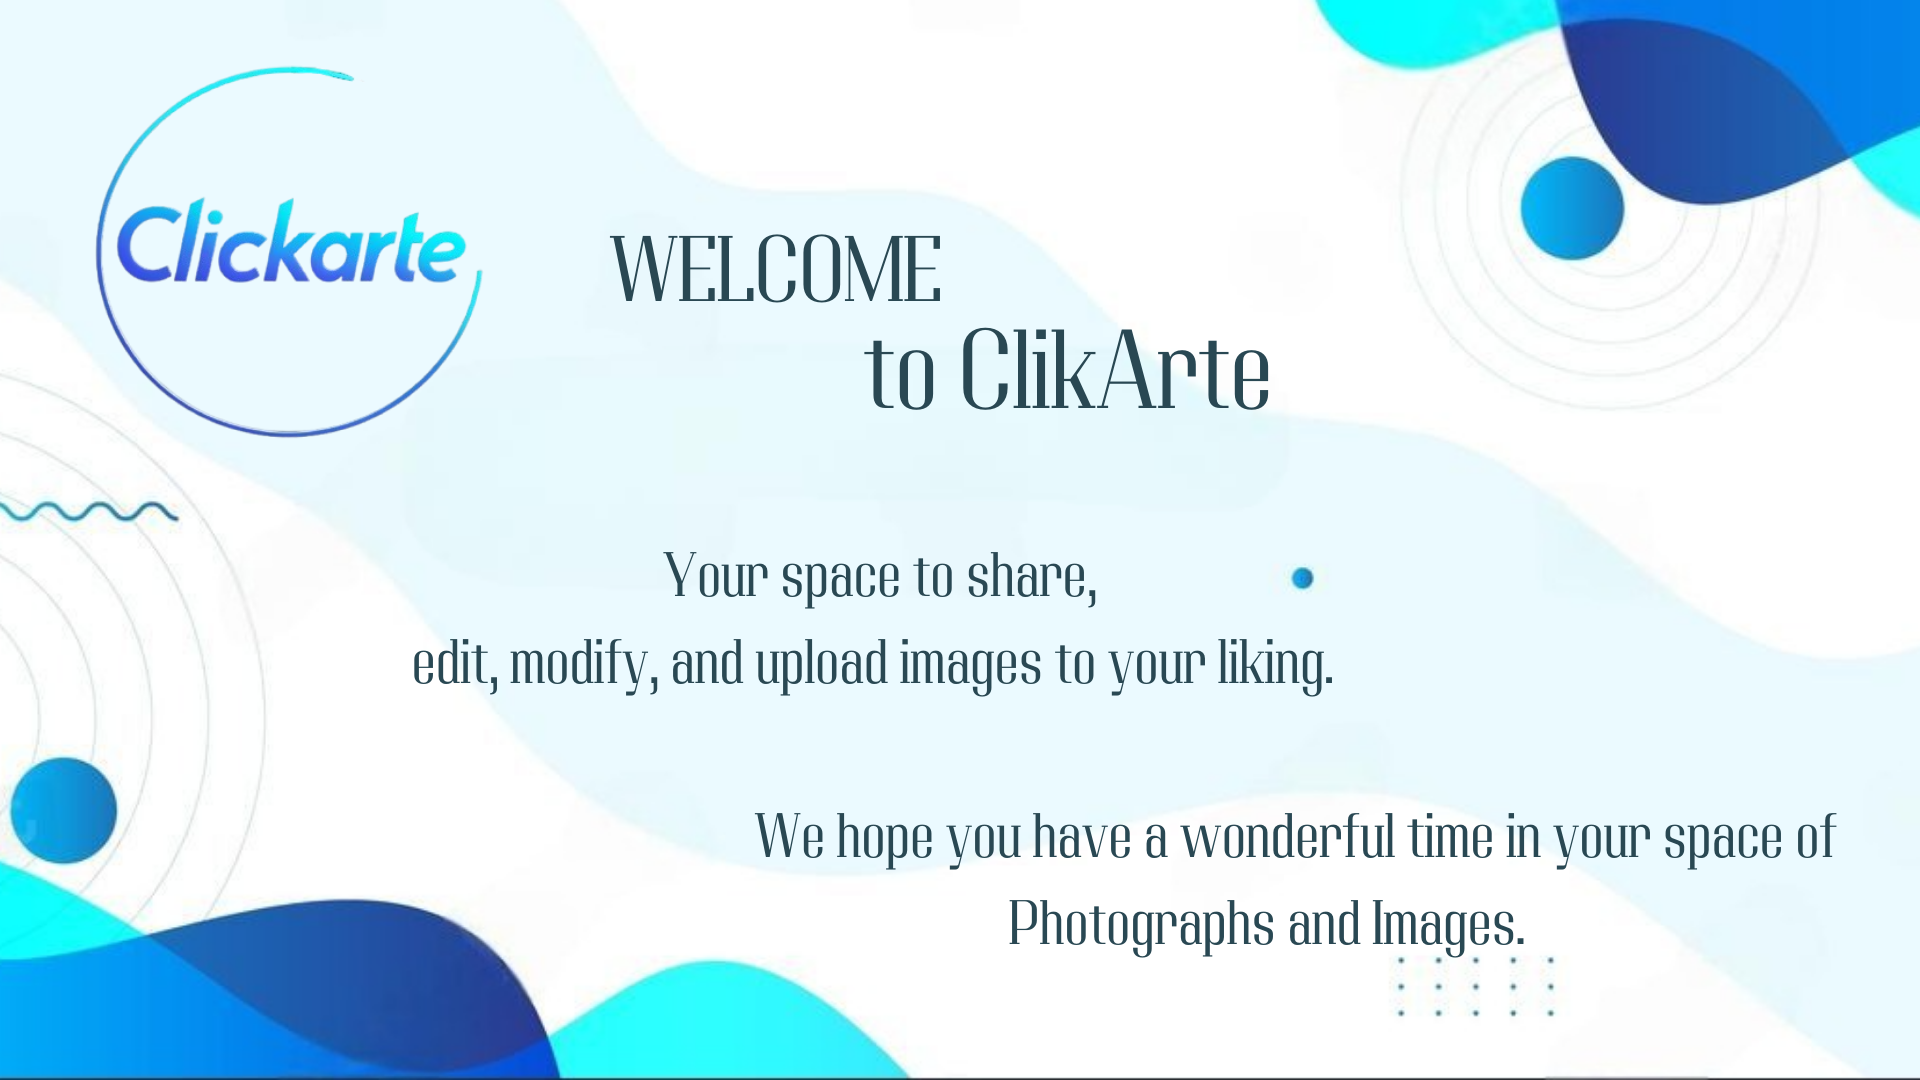 Clickarte
WELCOME
to ClikArte
Your space to share,
edit, modify, and upload images to your liking.
We hope you have a wonderful time in your space of
Photographs and Images.